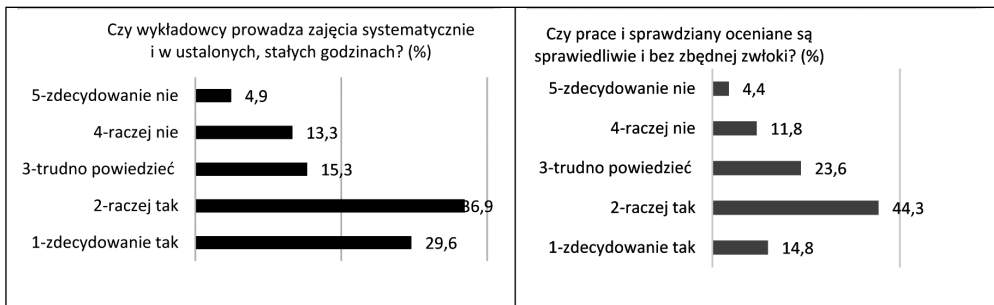 Czy wykładowcy prowadza zajęcia systematycznie
i w ustalonych, stałych godzinach? (%)
5-zdecydowanie nie 4,9
4-raczej nie 13,3
3-trudno powiedzieć 15,3
2-raczej tak 36,9
1-zdecydowanie tak 29,6
Czy prace i sprawdziany oceniane są
sprawiedliwie i bez zbędnej zwłoki? (%)
5-zdecydowanie nie 4,4
4-raczej nie 11,8
3-trudno powiedzieć 23,6
2-raczej tak 44,3
1-zdecydowanie tak 14,8